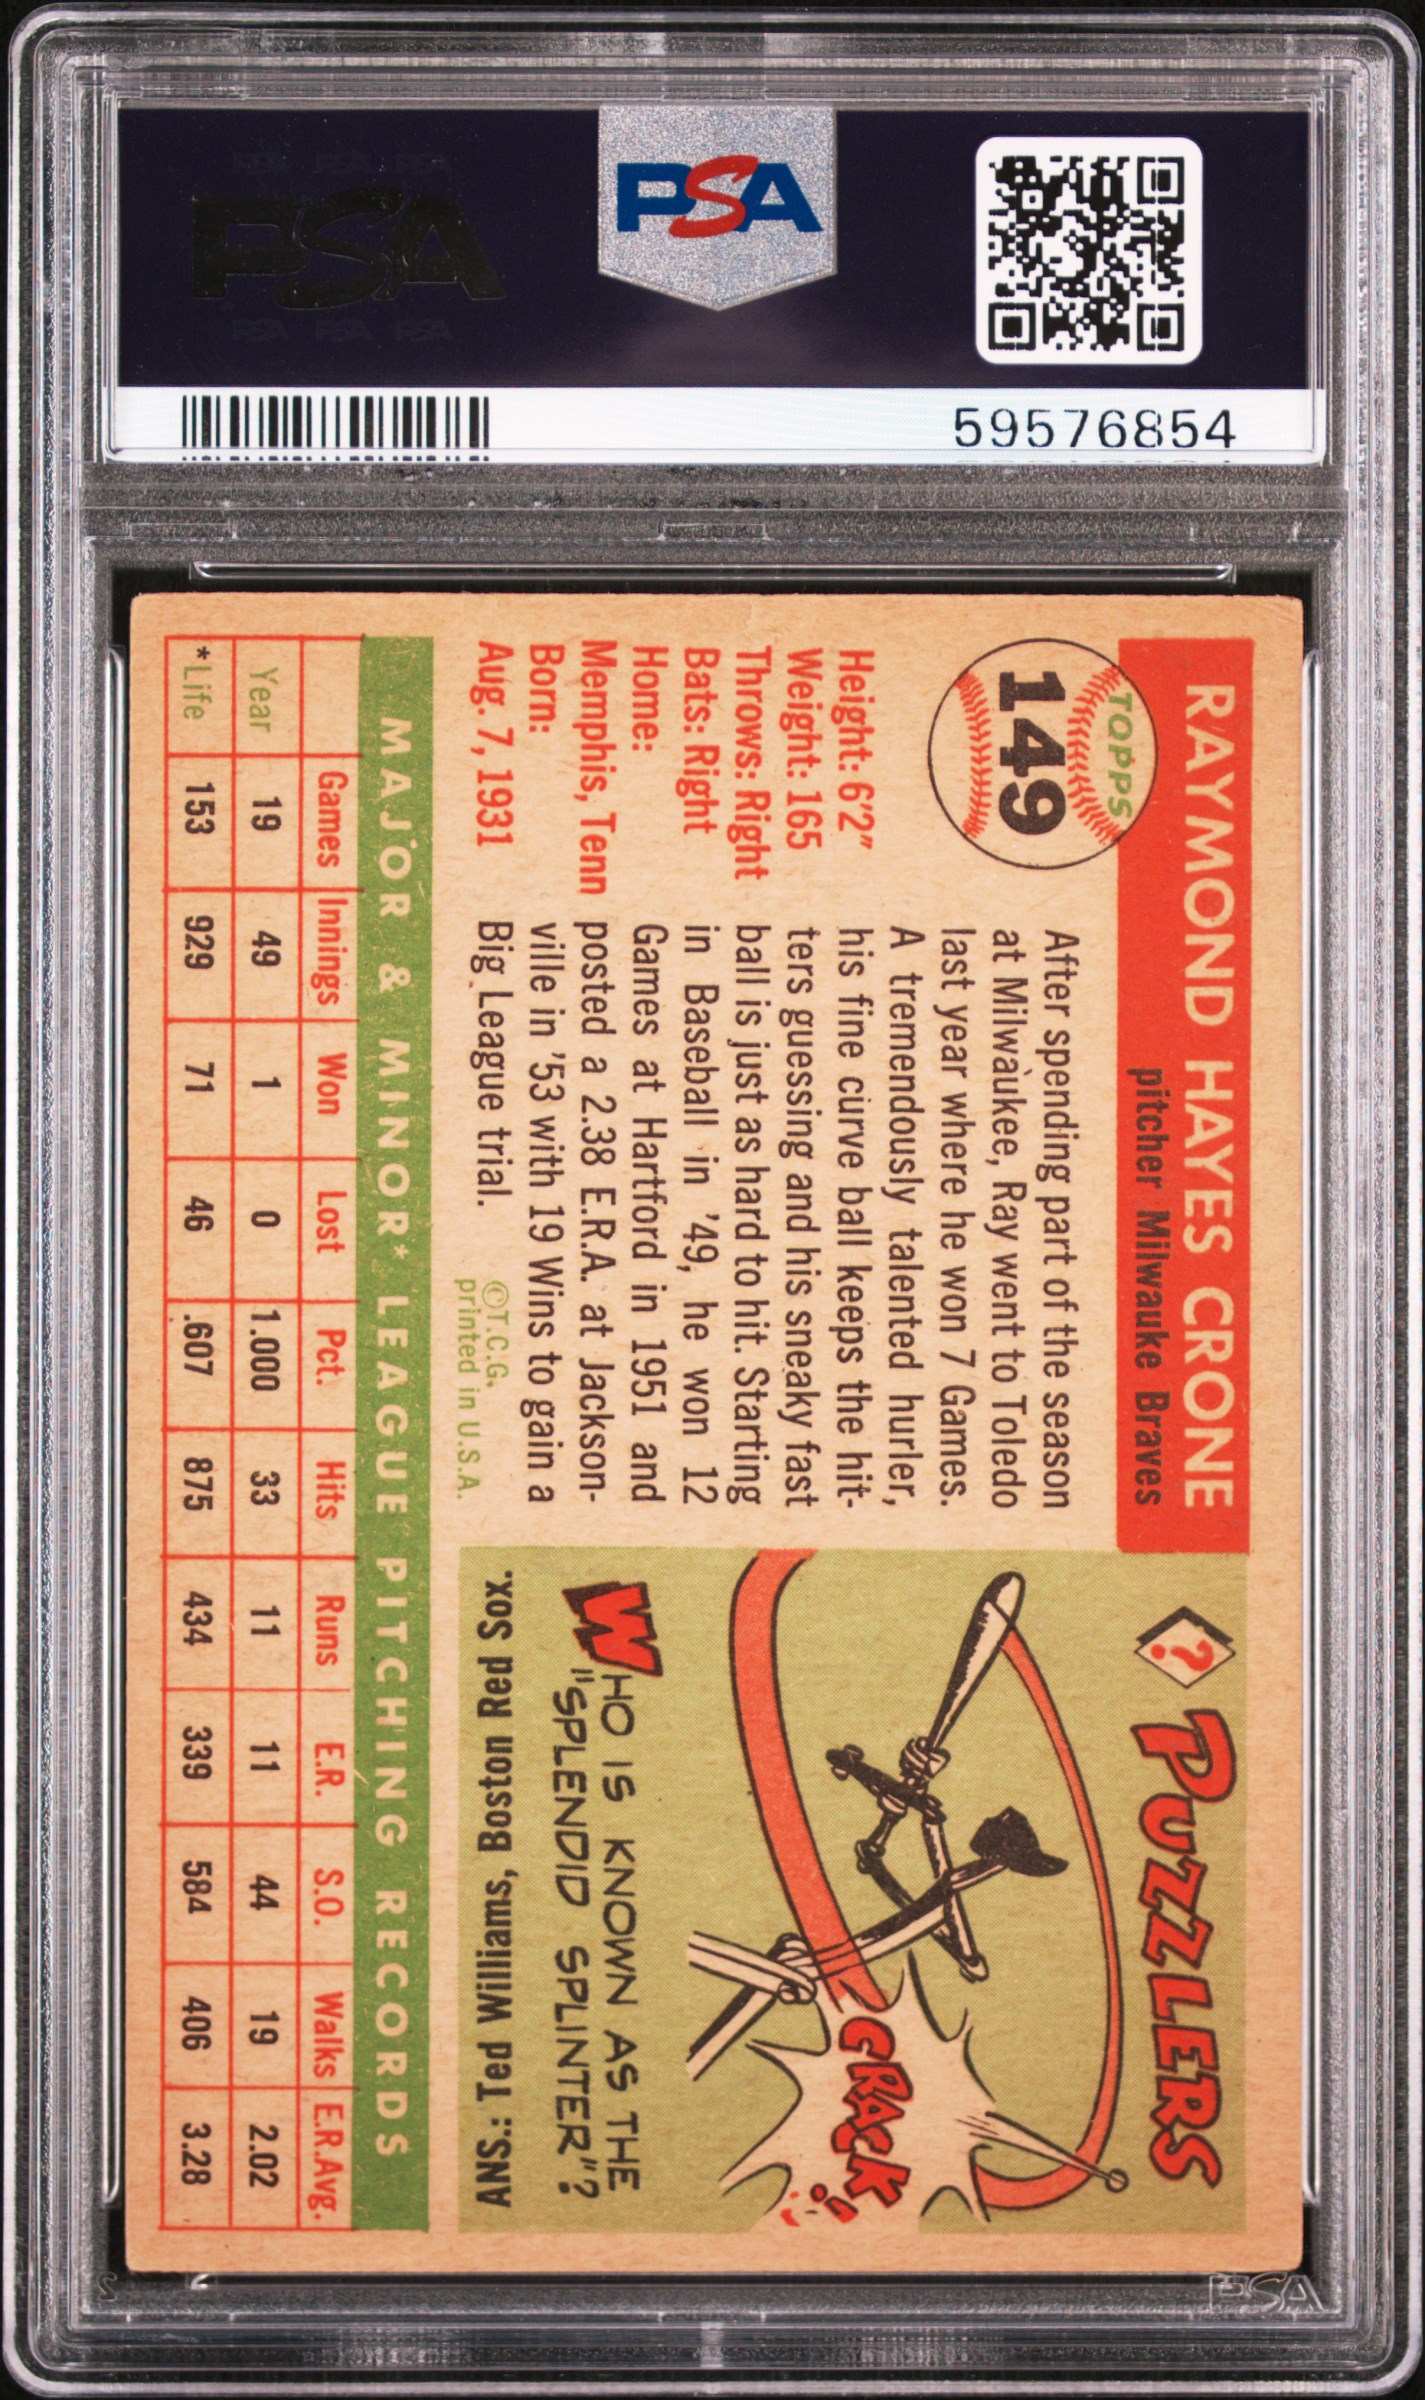 PSA
PSA
PSA PSA PSA
PSA PSA PSA
59576854
RAYMOND HAYES CRONE
pitcher Milwauke Braves
TOPPS
149
Height: 6'2"
Weight: 165
Throws: Right
Bats: Right
Home:
Memphis, Tenn
Born:
Aug. 7, 1931
After spending part of the season
at Milwaukee, Ray went to Toledo
last year where he won 7 Games.
A tremendously talented hurler,
his fine curve ball keeps the hit-
ters guessing and his sneaky fast
ball is just as hard to hit. Starting
in Baseball in '49, he won 12
Games at Hartford in 1951 and
posted a 2.38 E.R.A. at Jackson-
ville in '53 with 19 Wins to gain a
Big League trial.
©T.C.G.
printed in U.S.A.
? PUZZLERS
CRACK!!
WHO IS KNOWN AS THE
"SPLENDID SPLINTER"?
ANS.: Ted Williams, Boston Red Sox.
MAJOR & MINOR* LEAGUE PITCHING RECORDS
Games Innings Won Lost Pct. Hits Runs E.R. S.O. Walks E.R.Avg.
Year 19 49 1 0 1.000 33 11 11 44 19 2.02
*Life 153 929 71 46 .607 875 434 339 584 406 3.28
PSA